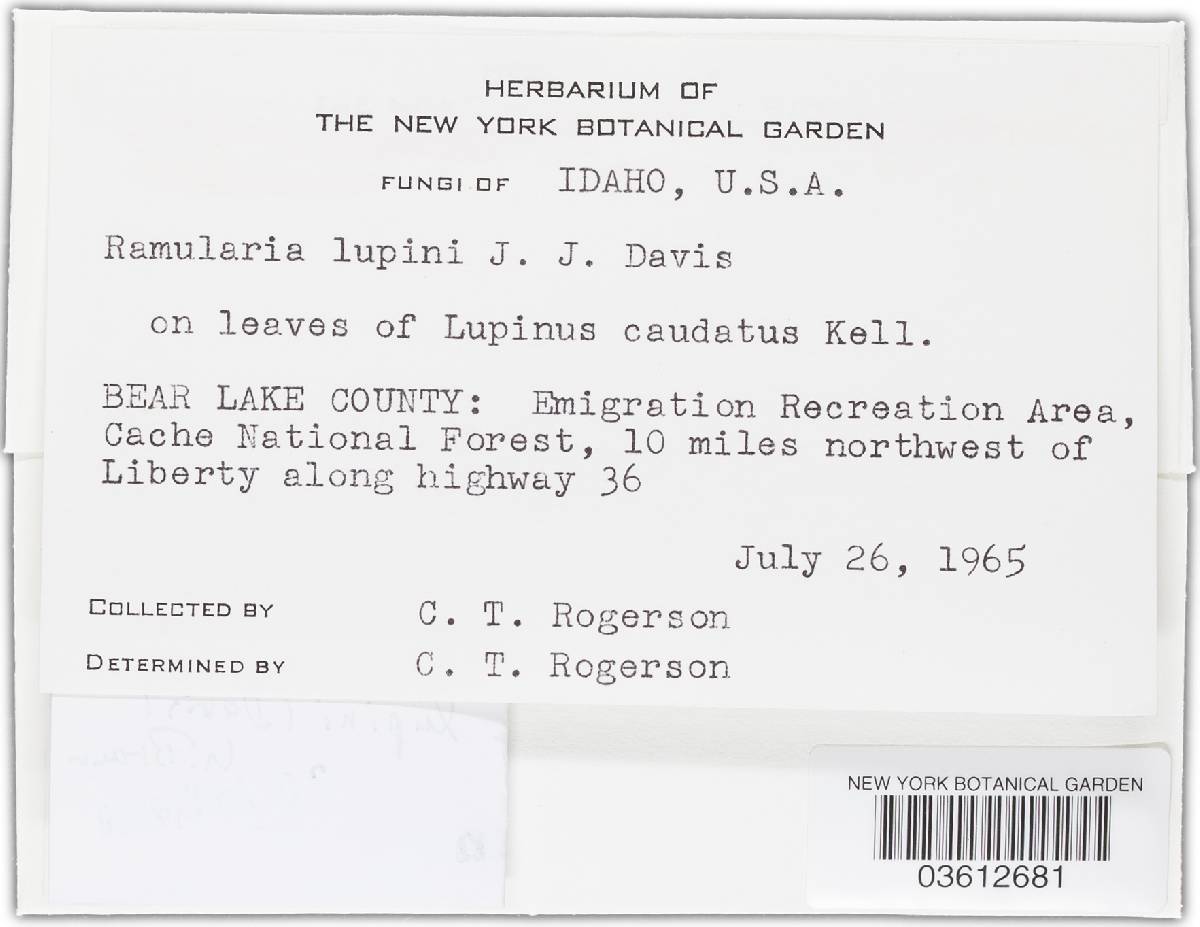 HERBARIUM OF
THE NEW YORK BOTANICAL GARDEN
FUNGI OF IDAHO, U.S.A.
Ramularia lupini J. J. Davis
on leaves of Lupinus caudatus Kell.
BEAR LAKE COUNTY: Emigration Recreation Area,
Cache National Forest, 10 miles northwest of
Liberty along highway 36
July 26, 1965
COLLECTED BY C. T. Rogerson
DETERMINED BY C. T. Rogerson
NEW YORK BOTANICAL GARDEN
03612681